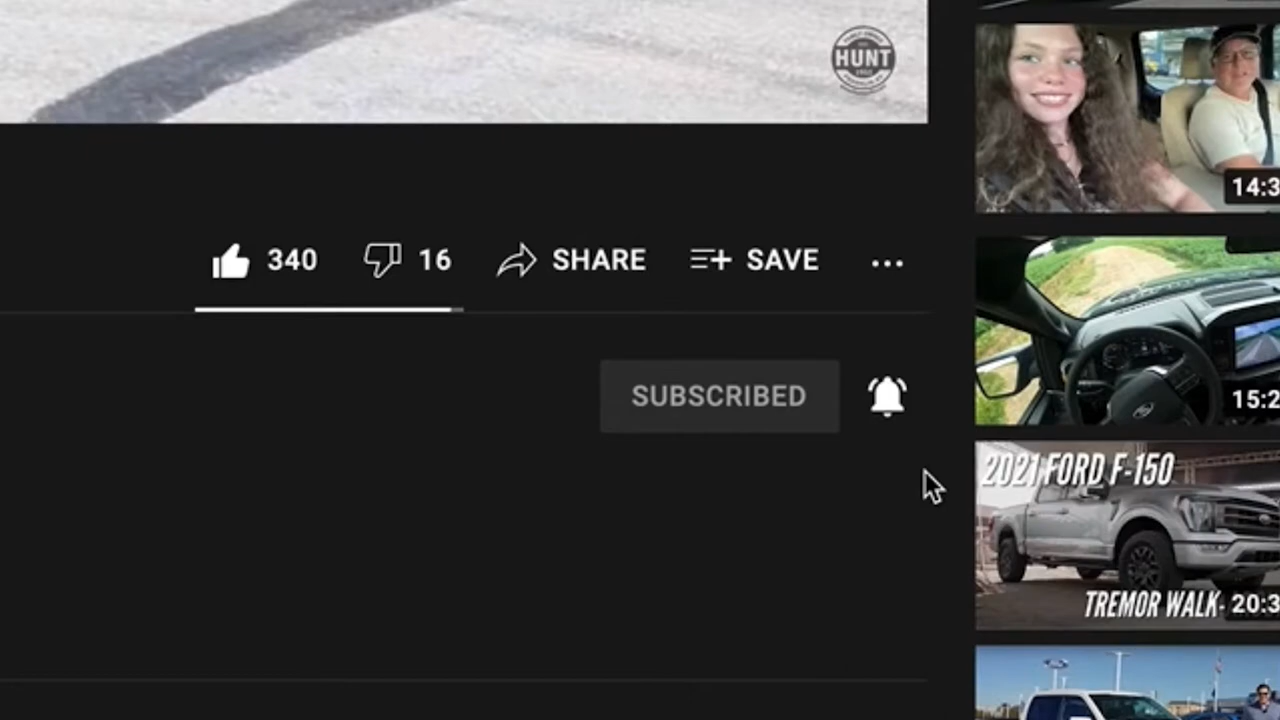 HUNT
14:3
340 16 SHARE SAVE
SUBSCRIBED
15:2
2021 FORD F-150
TREMOR WALK- 20:3